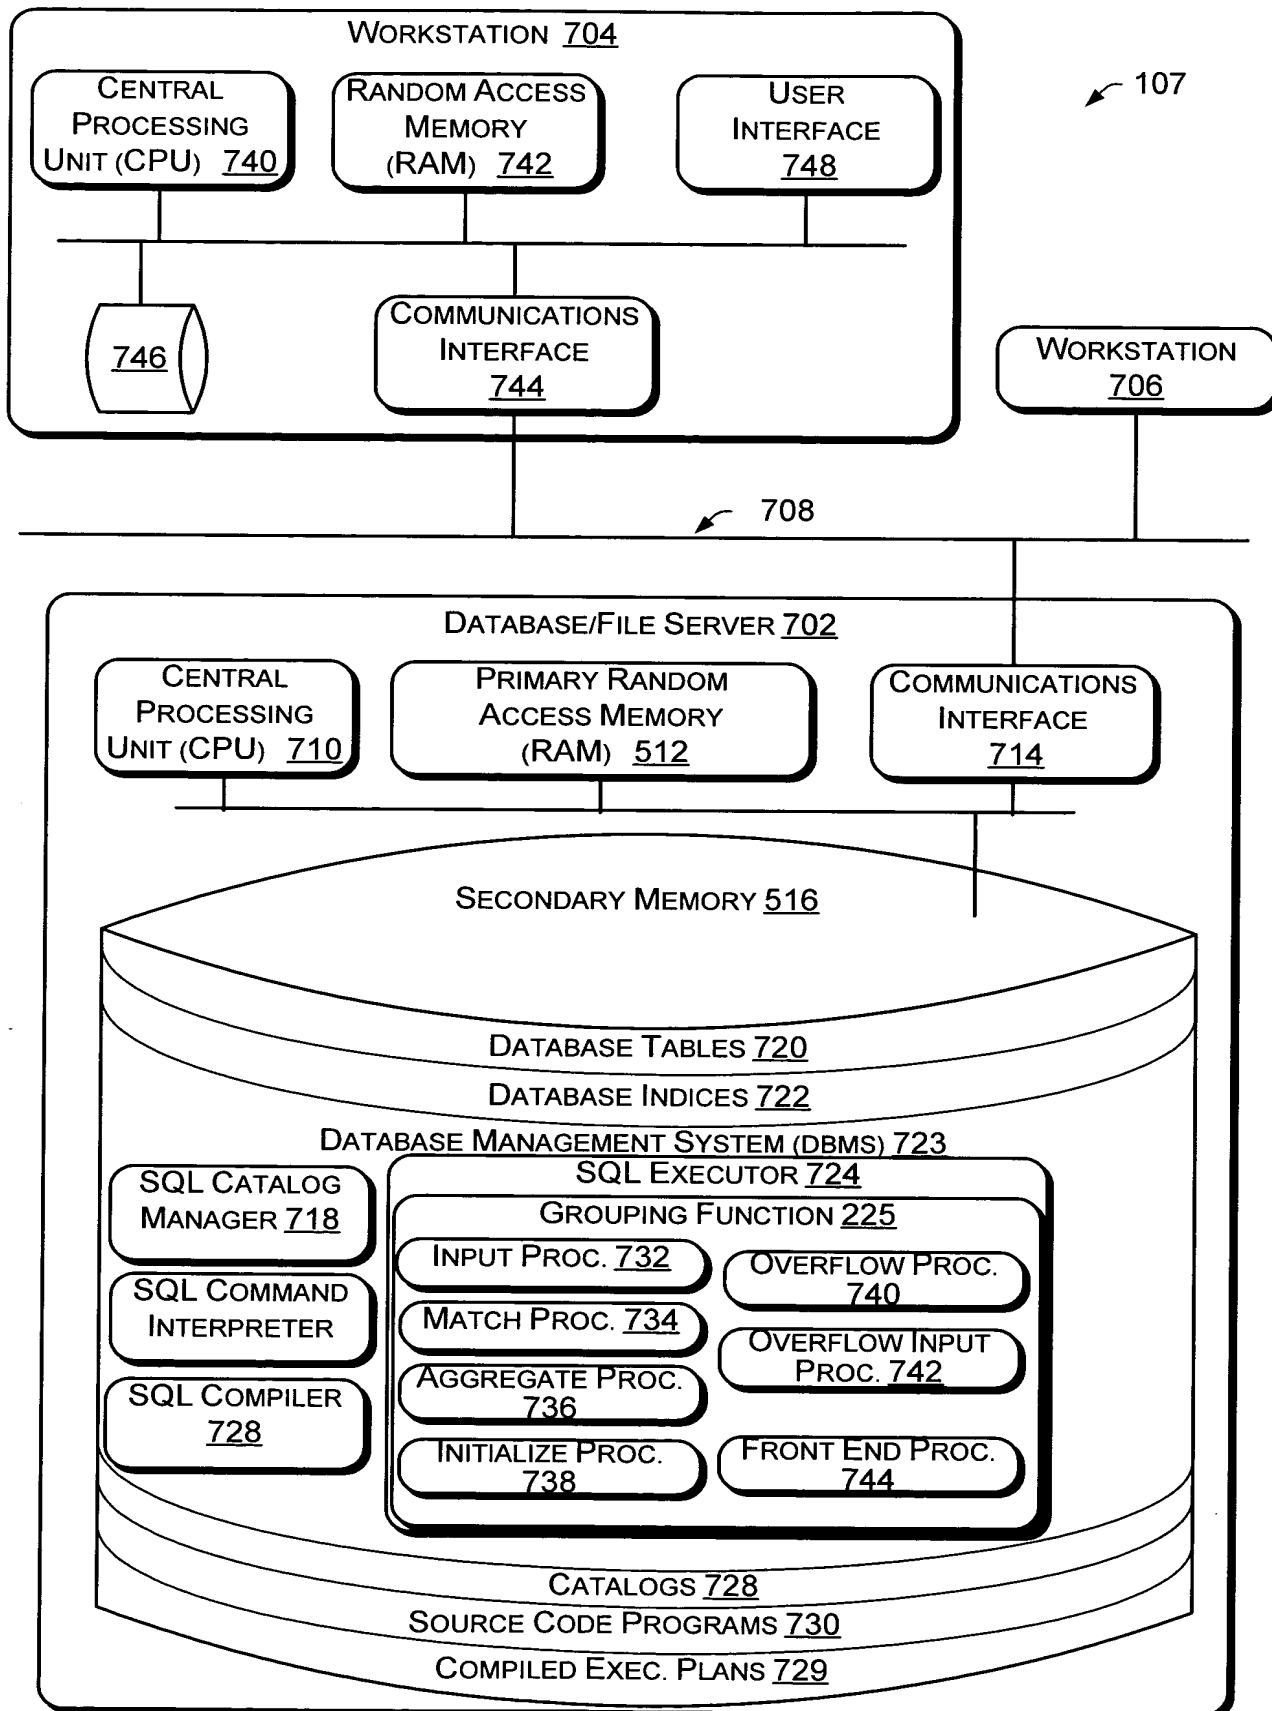 WORKSTATION 704
CENTRAL
PROCESSING
UNIT (CPU) 740
RANDOM ACCESS
MEMORY
(RAM) 742
USER
INTERFACE
748
107
746
COMMUNICATIONS
INTERFACE
744
WORKSTATION
706
708
DATABASE/FILE SERVER 702
CENTRAL
PROCESSING
UNIT (CPU) 710
PRIMARY RANDOM
ACCESS MEMORY
(RAM) 512
COMMUNICATIONS
INTERFACE
714
SECONDARY MEMORY 516
DATABASE TABLES 720
DATABASE INDICES 722
DATABASE MANAGEMENT SYSTEM (DBMS) 723
SQL CATALOG
MANAGER 718
SQL COMMAND
INTERPRETER
SQL COMPILER
728
SQL EXECUTOR 724
GROUPING FUNCTION 225
INPUT PROC. 732
MATCH PROC. 734
AGGREGATE PROC.
736
INITIALIZE PROC.
738
OVERFLOW PROC.
740
OVERFLOW INPUT
PROC. 742
FRONT END PROC.
744
CATALOGS 728
SOURCE CODE PROGRAMS 730
COMPILED EXEC. PLANS 729